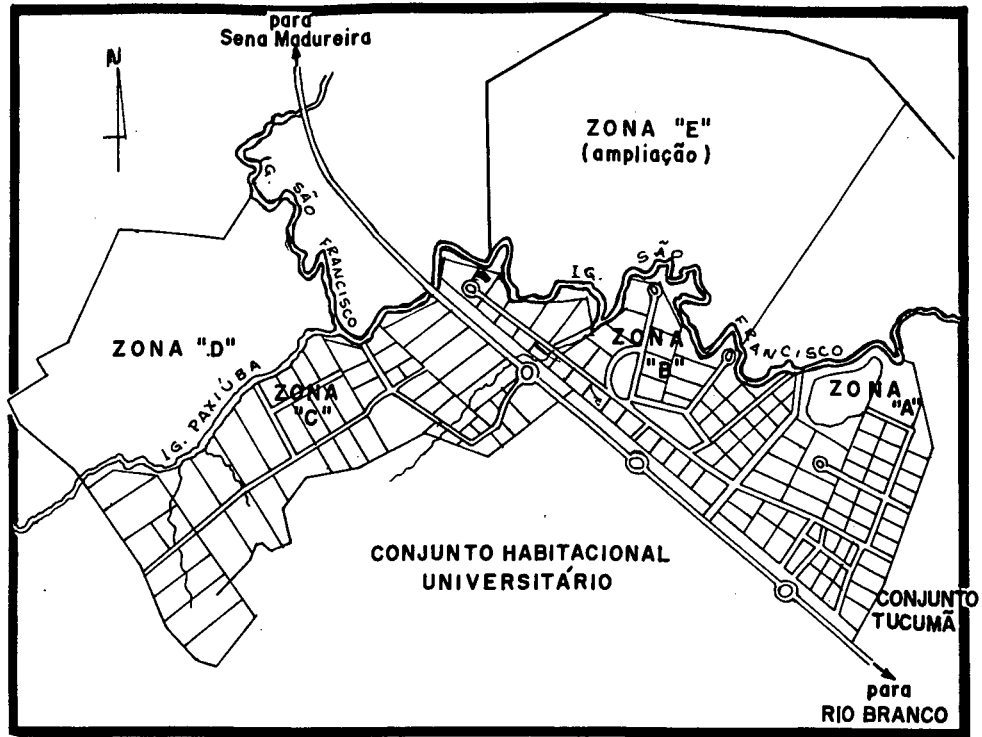 para
Sena Madureira
N
ZONA "E"
(ampliação)
IG. SÃO FRANCISCO
IG. SÃO FRANCISCO
ZONA "D"
ZONA
"B"
ZONA
"A"
IG. PAXIÚBA
ZONA
"C"
CONJUNTO HABITACIONAL
UNIVERSITÁRIO
CONJUNTO
TUCUMÃ
para
RIO BRANCO